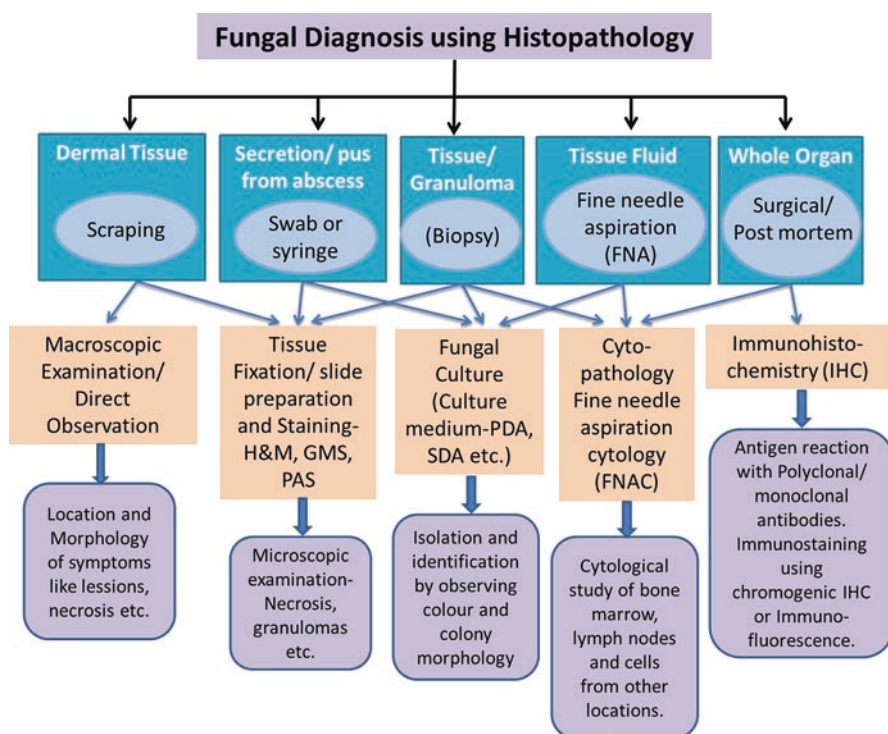 Fungal Diagnosis using Histopathology
Dermal Tissue
Scraping
Secretion/ pus
from abscess
Swab or
syringe
Tissue/
Granuloma
(Biopsy)
Tissue Fluid
Fine needle
aspiration
(FNA)
Whole Organ
Surgical/
Post mortem
Macroscopic
Examination/
Direct
Observation
Tissue
Fixation/ slide
preparation
and Staining-
H&M, GMS,
PAS
Fungal
Culture
(Culture
medium-PDA,
SDA etc.)
Cyto-
pathology
Fine needle
aspiration
cytology
(FNAC)
Immunohisto-
chemistry (IHC)
Location and
Morphology
of symptoms
like lessions,
necrosis etc.
Microscopic
examination-
Necrosis,
granulomas
etc.
Isolation and
identification
by observing
colour and
colony
morphology
Cytological
study of bone
marrow,
lymph nodes
and cells
from other
locations.
Antigen reaction
with Polyclonal/
monoclonal
antibodies.
Immunostaining
using
chromogenic IHC
or Immuno-
fluorescence.